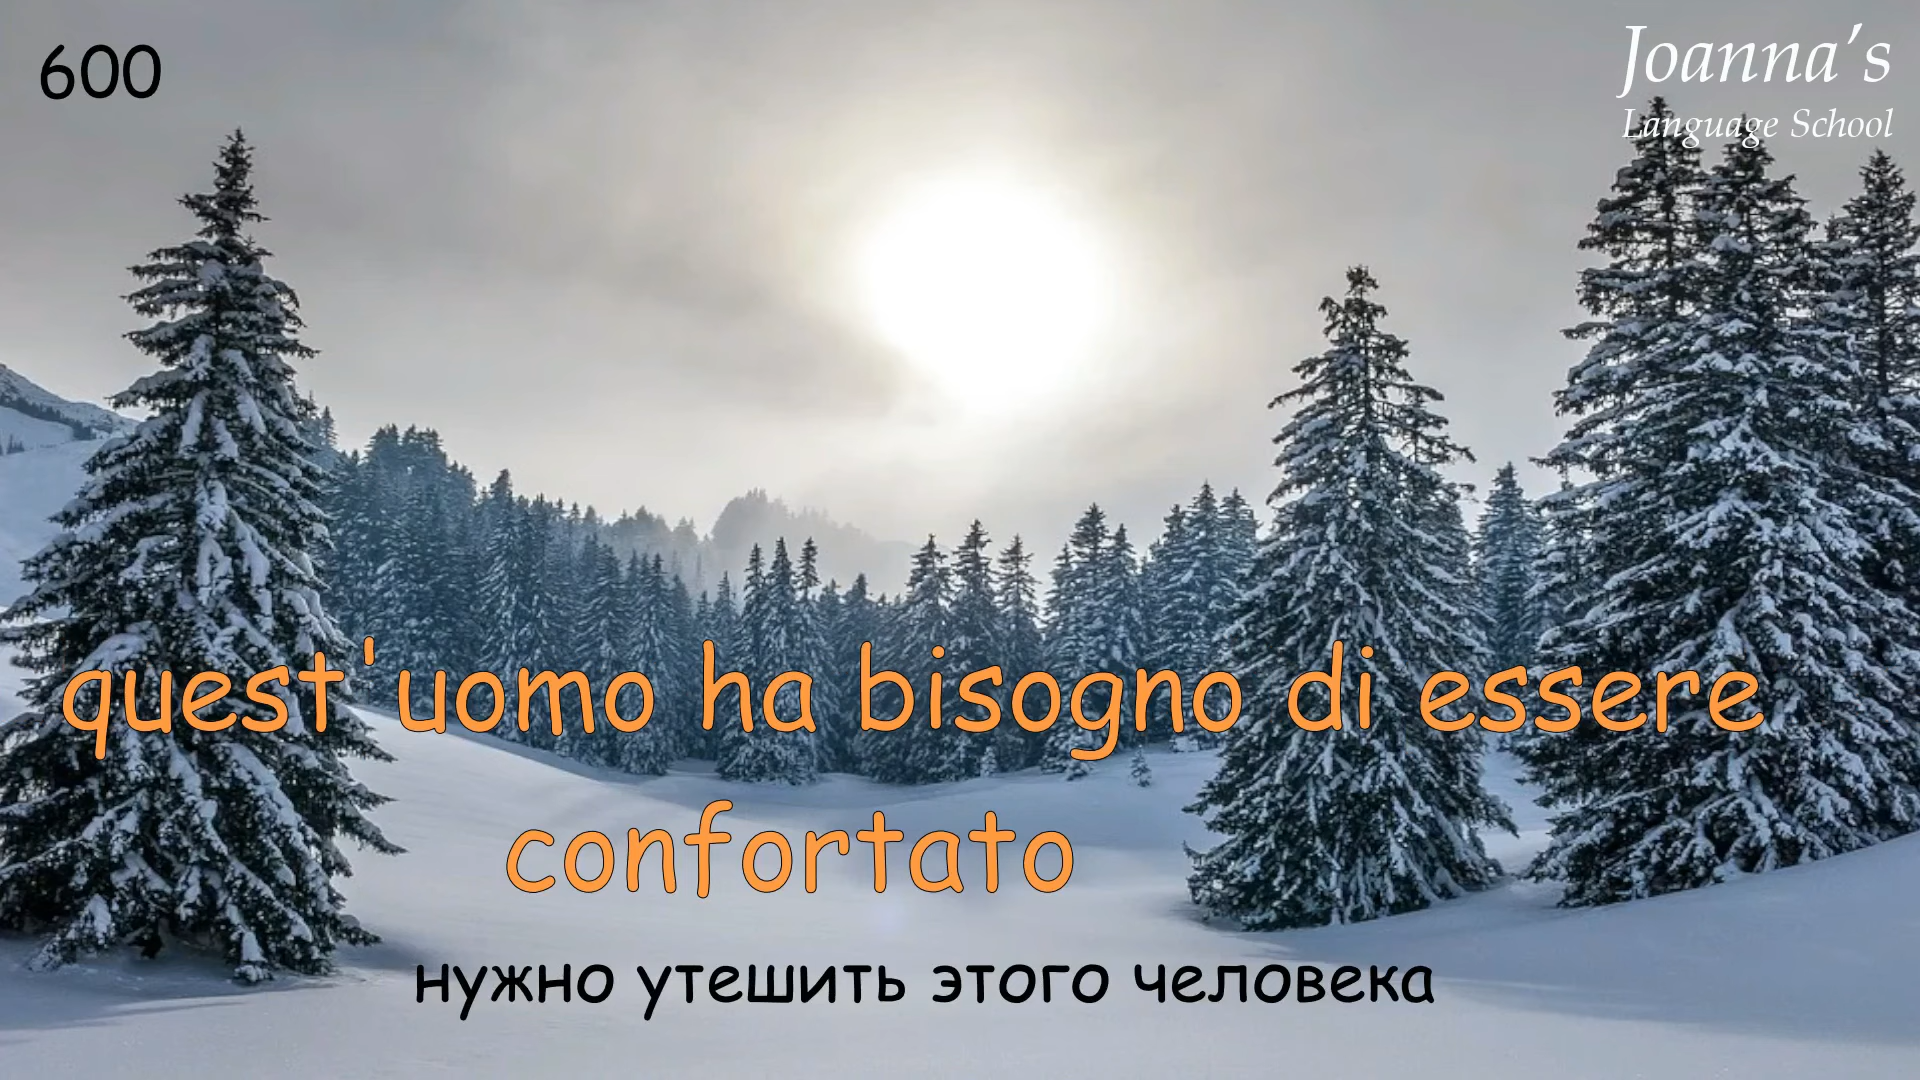 600
Joanna's
Language School
quest'uomo ha bisogno di essere
confortato
нужно утешить этого человека